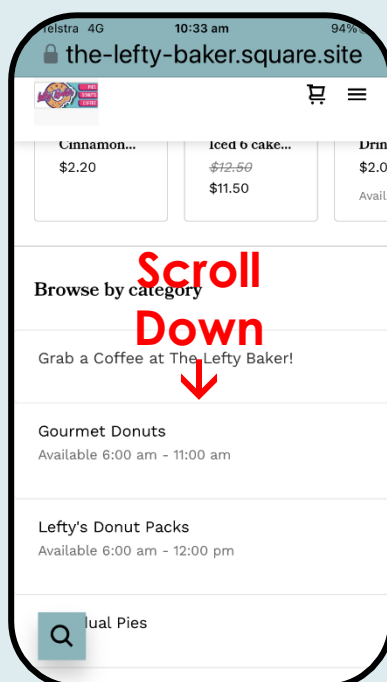 Telstra 4G 10:33 am 94%
the-lefty-baker.square.site
PIES
DONUTS
COFFEE
Cinnamon... Iced 6 cake... Drin
$2.20 $12.50 $2.0
$11.50 Avail
Scroll
Browse by category
Down
Grab a Coffee at The Lefty Baker!
Gourmet Donuts
Available 6:00 am - 11:00 am
Lefty's Donut Packs
Available 6:00 am - 12:00 pm
dual Pies